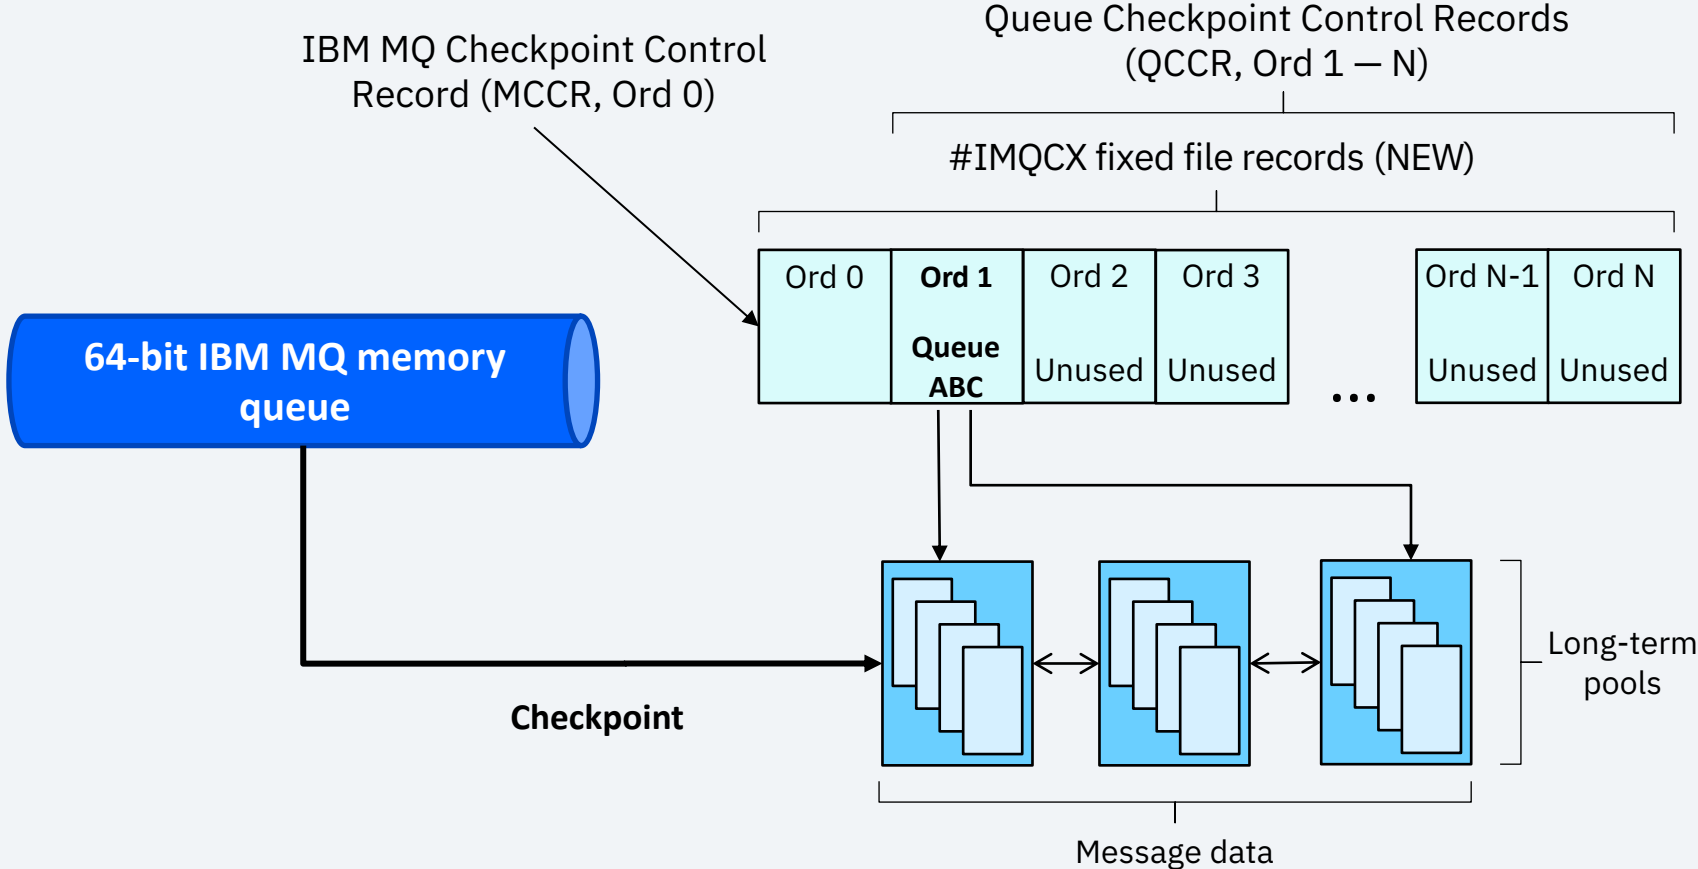 Queue Checkpoint Control Records
(QCCR, Ord 1 — N)
IBM MQ Checkpoint Control
Record (MCCR, Ord 0)
#IMQCX fixed file records (NEW)
Ord 0
Ord 1
Queue
ABC
Ord 2
Unused
Ord 3
Unused
...
Ord N-1
Unused
Ord N
Unused
64-bit IBM MQ memory
queue
Checkpoint
Long-term
pools
Message data